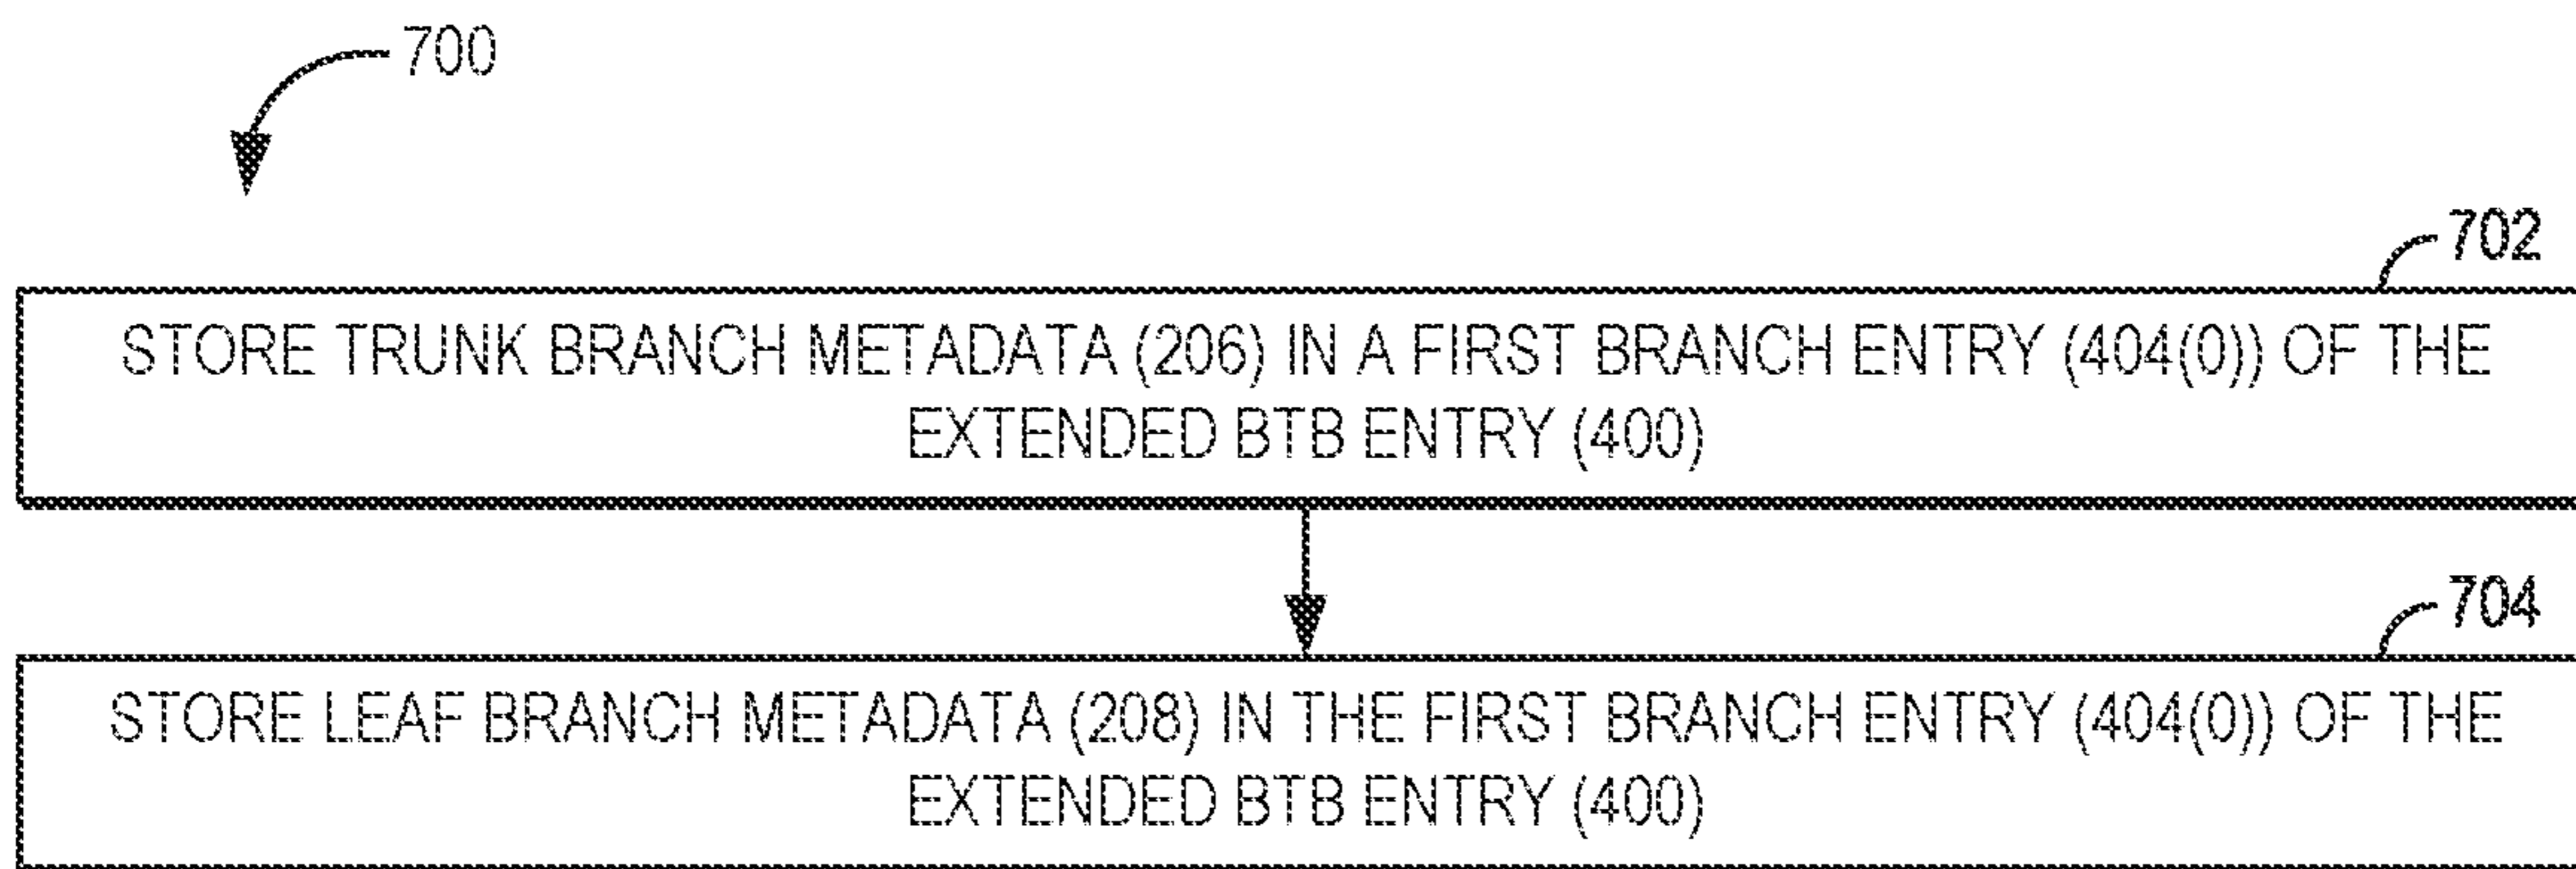 700
702
STORE TRUNK BRANCH METADATA (206) IN A FIRST BRANCH ENTRY (404(0)) OF THE
EXTENDED BTB ENTRY (400)
704
STORE LEAF BRANCH METADATA (208) IN THE FIRST BRANCH ENTRY (404(0)) OF THE
EXTENDED BTB ENTRY (400)